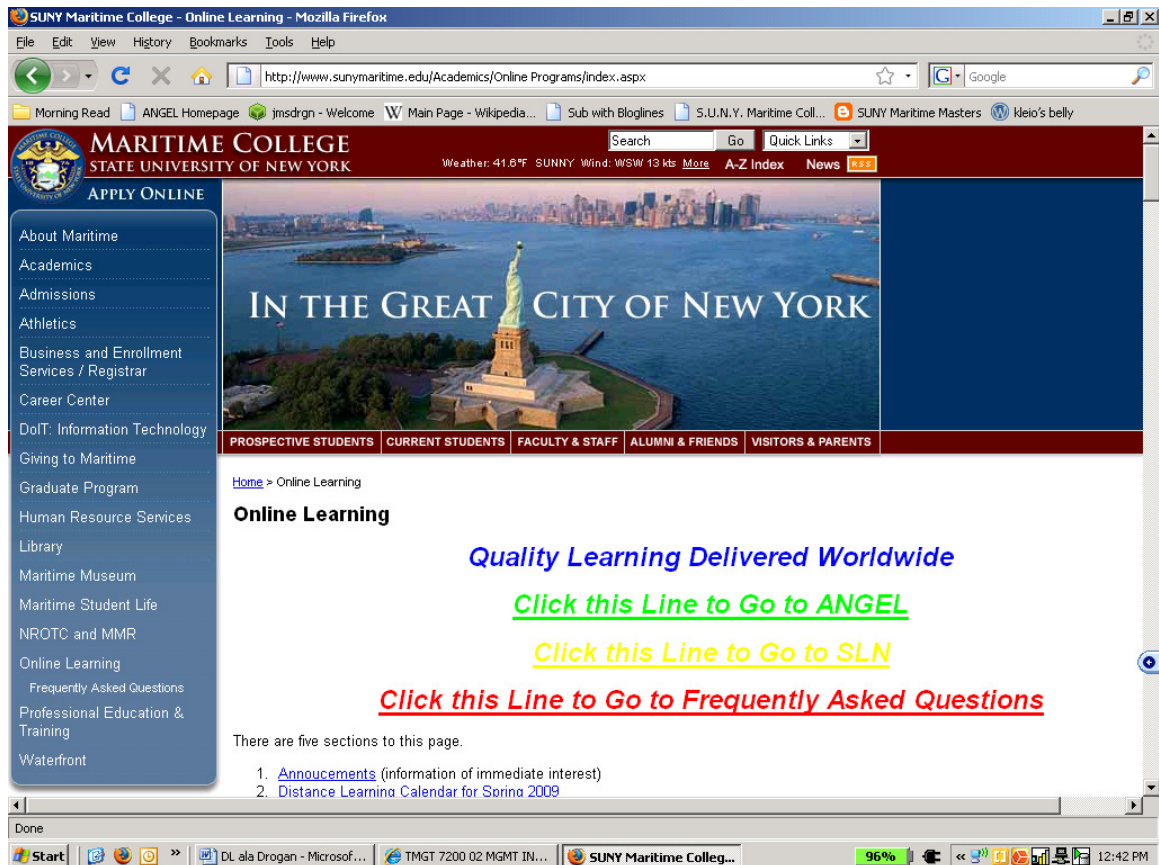 SUNY Maritime College - Online Learning - Mozilla Firefox
File Edit View History Bookmarks Tools Help
http://www.sunymaritime.edu/Academics/Online Programs/index.aspx
G Google
Morning Read ANGEL Homepage jmsdrgn - Welcome W Main Page - Wikipedia... Sub with Bloglines S.U.N.Y. Maritime Coll... SUNY Maritime Masters kleio's belly
MARITIME COLLEGE
STATE UNIVERSITY OF NEW YORK
Search Go Quick Links
Weather: 41.6°F SUNNY Wind: WSW 13 kts More A-Z Index News RSS
APPLY ONLINE
About Maritime
Academics
Admissions
Athletics
Business and Enrollment
Services / Registrar
Career Center
DoIT: Information Technology
Giving to Maritime
Graduate Program
Human Resource Services
Library
Maritime Museum
Maritime Student Life
NROTC and MMR
Online Learning
Frequently Asked Questions
Professional Education &
Training
Waterfront
IN THE GREAT CITY OF NEW YORK
PROSPECTIVE STUDENTS CURRENT STUDENTS FACULTY & STAFF ALUMNI & FRIENDS VISITORS & PARENTS
Home > Online Learning
Online Learning
Quality Learning Delivered Worldwide
Click this Line to Go to ANGEL
Click this Line to Go to SLN
Click this Line to Go to Frequently Asked Questions
There are five sections to this page.
1. Annoucements (information of immediate interest)
2. Distance Learning Calendar for Spring 2009
Done
Start » DL ala Drogan - Microsof... TMGT 7200 02 MGMT IN... SUNY Maritime Colleg... 96% « 12:42 PM